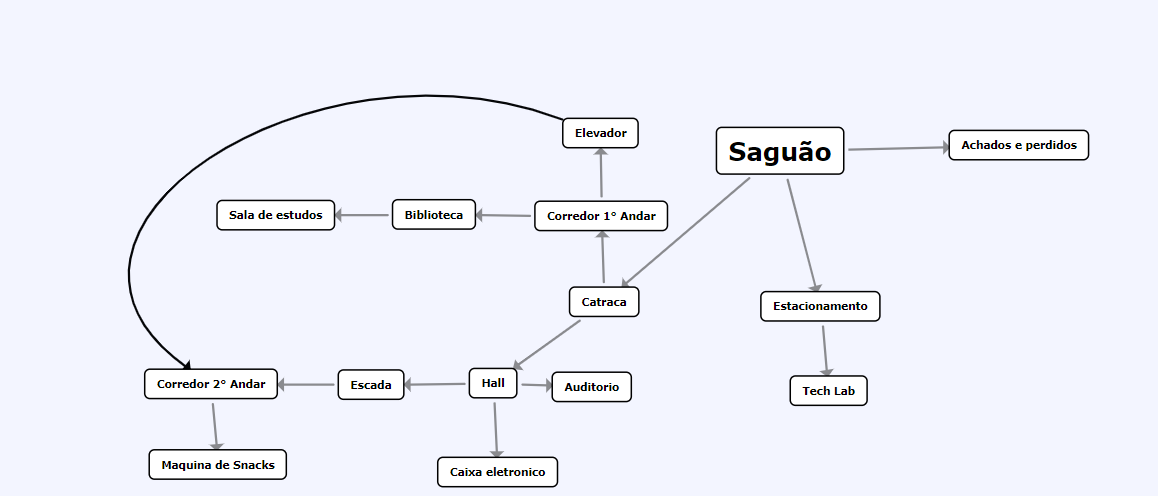 Elevador
Saguão
Achados e perdidos
Sala de estudos
Biblioteca
Corredor 1° Andar
Catraca
Estacionamento
Corredor 2° Andar
Escada
Hall
Auditorio
Tech Lab
Maquina de Snacks
Caixa eletronico